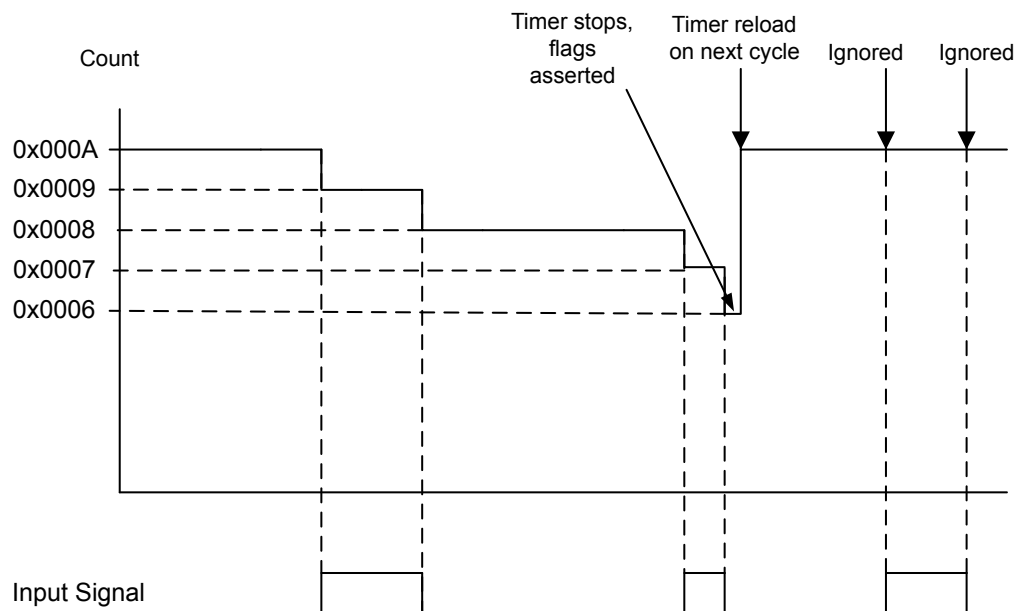 Timer stops,
flags
asserted
Timer reload
on next cycle
Ignored
Ignored
Count
0x000A
0x0009
0x0008
0x0007
0x0006
Input Signal